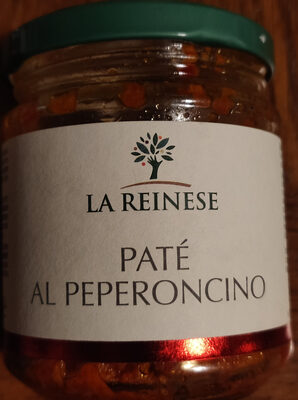 LA REINESE
PATÉ
AL PEPERONCINO